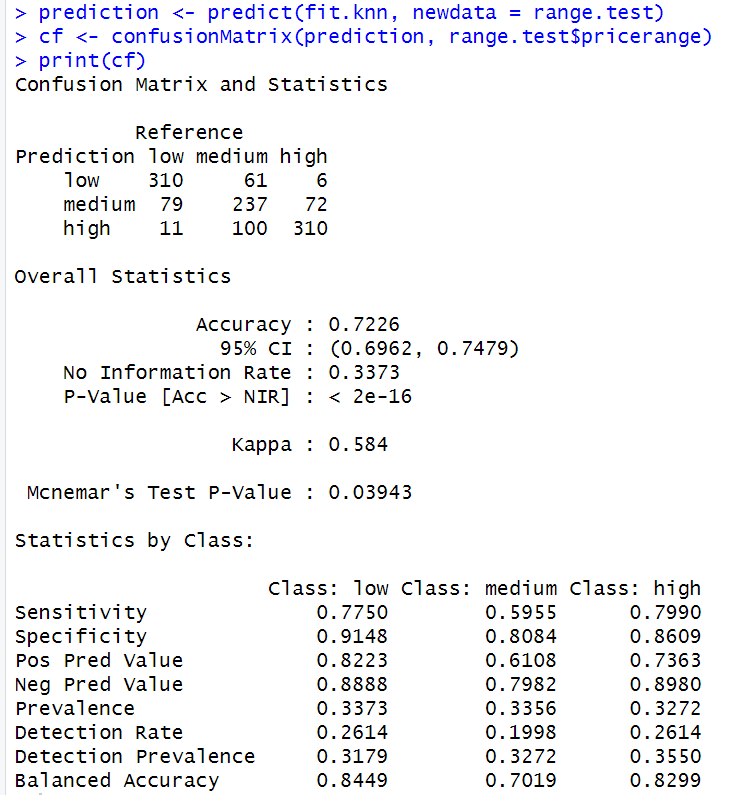 > prediction <- predict(fit.knn, newdata = range.test)
> cf <- confusionMatrix(prediction, range.test$pricerange)
> print(cf)
Confusion Matrix and Statistics
Reference
Prediction low medium high
low 310 61 6
medium 79 237 72
high 11 100 310
Overall Statistics
Accuracy : 0.7226
95% CI : (0.6962, 0.7479)
No Information Rate : 0.3373
P-Value [Acc > NIR] : < 2e-16
Kappa : 0.584
Mcnemar's Test P-Value : 0.03943
Statistics by Class:
Class: low Class: medium Class: high
Sensitivity 0.7750 0.5955 0.7990
Specificity 0.9148 0.8084 0.8609
Pos Pred Value 0.8223 0.6108 0.7363
Neg Pred Value 0.8888 0.7982 0.8980
Prevalence 0.3373 0.3356 0.3272
Detection Rate 0.2614 0.1998 0.2614
Detection Prevalence 0.3179 0.3272 0.3550
Balanced Accuracy 0.8449 0.7019 0.8299